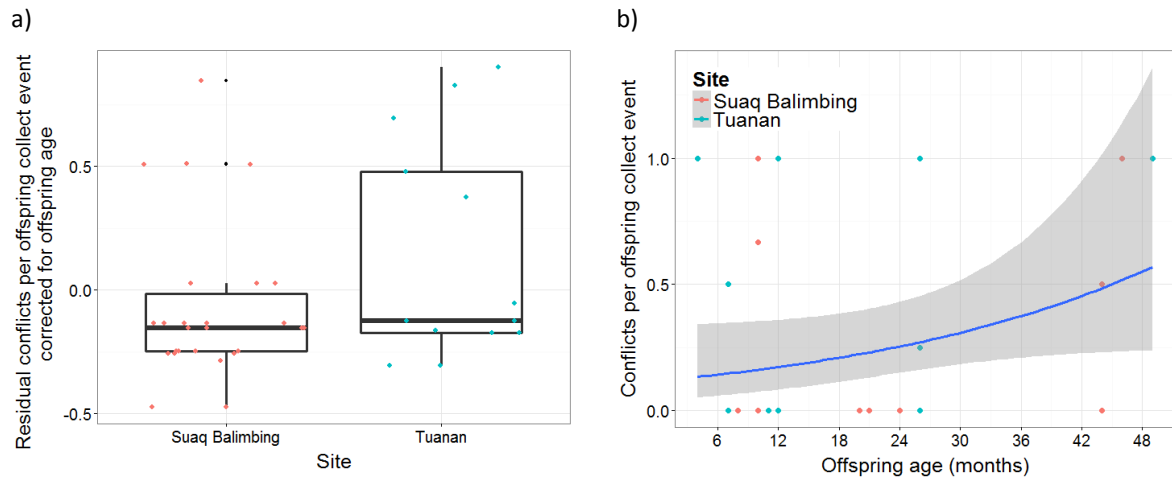 a)
Residual conflicts per offspring collect event
corrected for offspring age
0.5
0.0
-0.5
Suaq Balimbing
Tuanan
Site
b)
Conflicts per offspring collect event
1.0
0.5
0.0
Site
Suaq Balimbing
Tuanan
6 12 18 24 30 36 42 48
Offspring age (months)